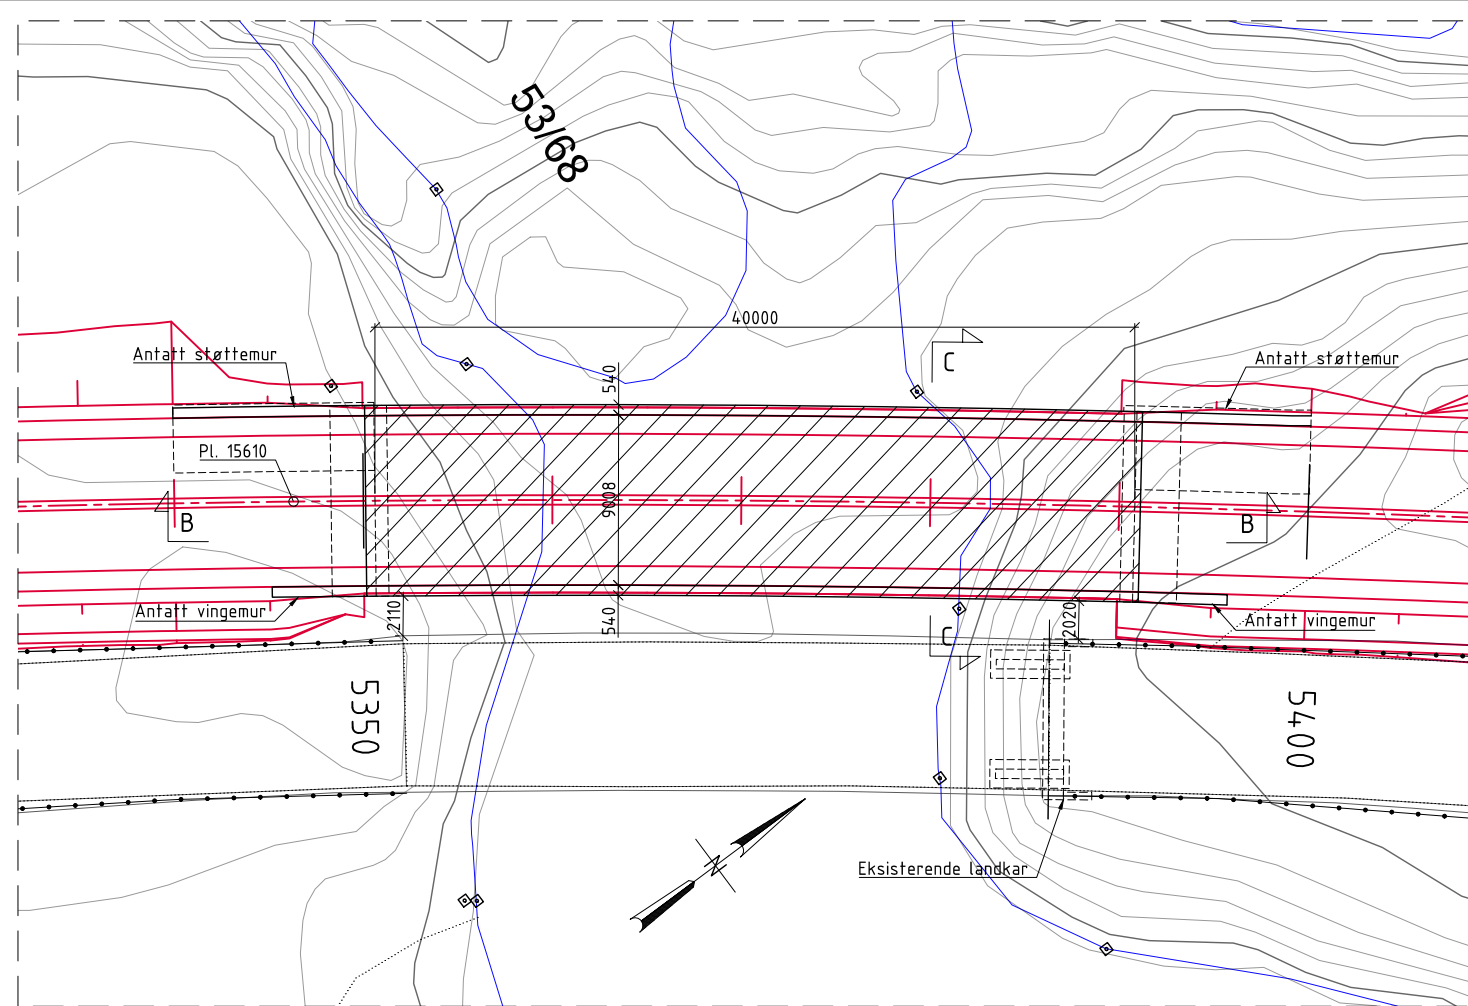 53/68
40000
C
Antatt støttemur
Antatt støttemur
540
Pl. 15610
9008
B
B
Antatt vingemur
2110
540
C
2020
Antatt vingemur
5350
5400
Eksisterende landkar